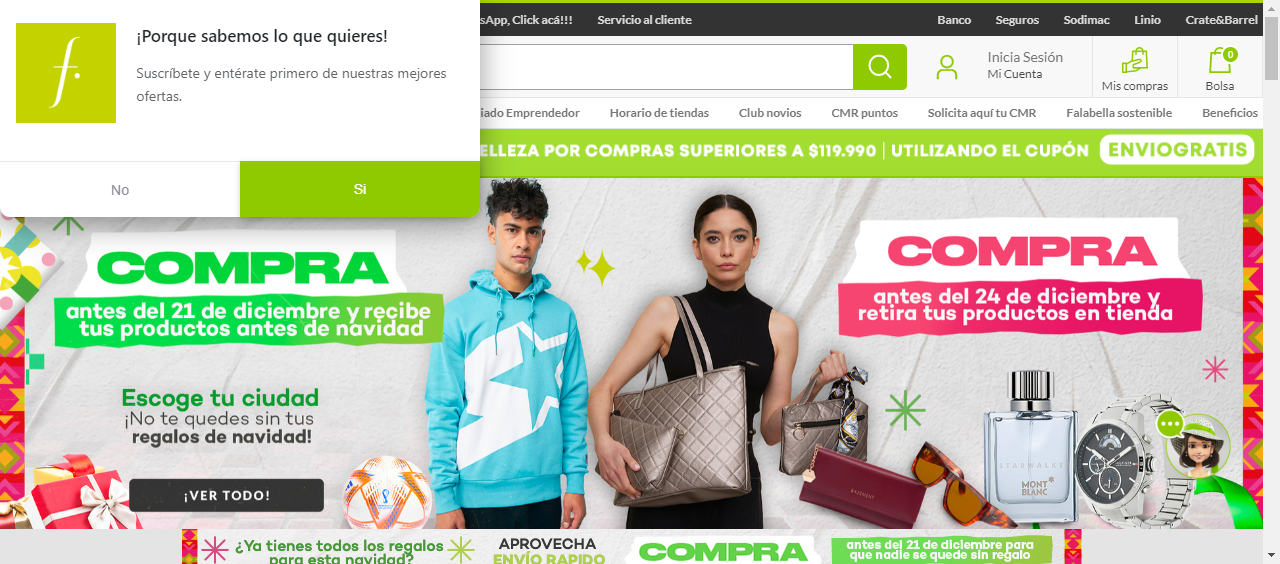 ¡Porque sabemos lo que quieres!
Suscríbete y entérate primero de nuestras mejores
ofertas.
No
Si
sApp, Click acá!!!
Servicio al cliente
Banco
Seguros
Sodimac
Linio
Crate&Barrel
Inicia Sesión
Mi Cuenta
Mis compras
0
Bolsa
iado Emprendedor
Horario de tiendas
Club novios
CMR puntos
Solicita aquí tu CMR
Falabella sostenible
Beneficios
ELLEZA POR COMPRAS SUPERIORES A $119.990 | UTILIZANDO EL CUPÓN ENVIOGRATIS
COMPRA
antes del 21 de diciembre y recibe
tus productos antes de navidad
Escoge tu ciudad
¡No te quedes sin tus
regalos de navidad!
¡VER TODO!
COMPRA
antes del 24 de diciembre y
retira tus productos en tienda
STARWALKER
MONT
BLANC
¿Ya tienes todos los regalos
para esta navidad?
APROVECHA
ENVÍO RAPIDO
COMPRA
antes del 21 de diciembre para
que nadie se quede sin regalo